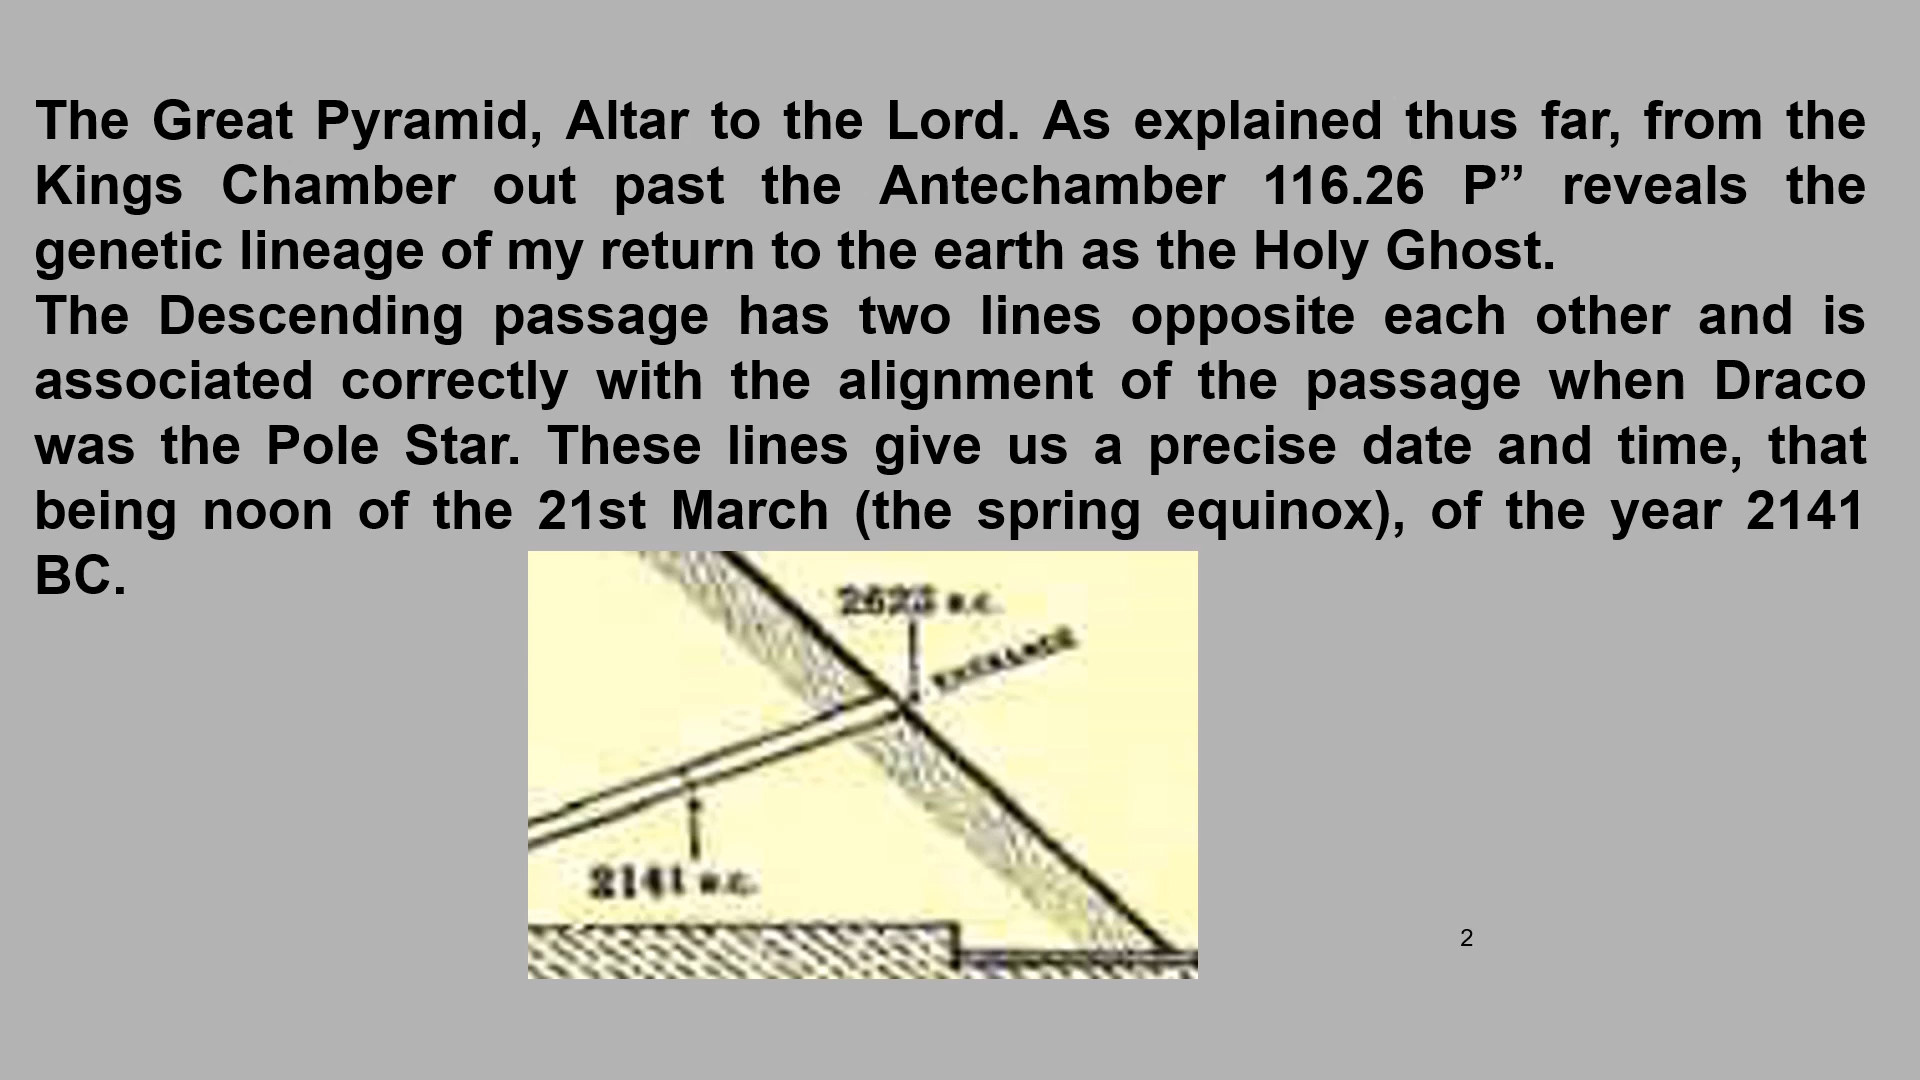 The Great Pyramid, Altar to the Lord. As explained thus far, from the
Kings Chamber out past the Antechamber 116.26 P” reveals the
genetic lineage of my return to the earth as the Holy Ghost.
The Descending passage has two lines opposite each other and is
associated correctly with the alignment of the passage when Draco
was the Pole Star. These lines give us a precise date and time, that
being noon of the 21st March (the spring equinox), of the year 2141
BC.
2623 B.C.
ENTRANCE
2141 B.C.
2